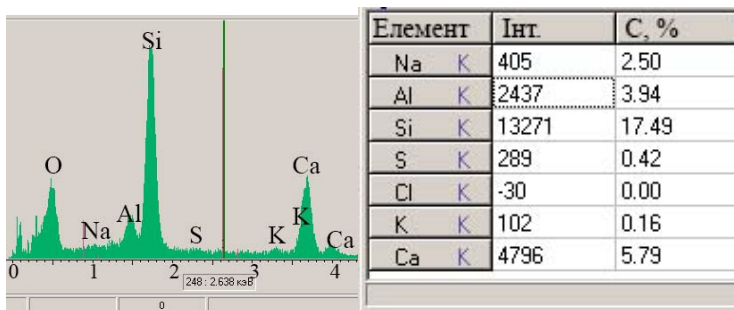 Si
O
Ca
Na
Al
S
K
K
Ca
0 1 2 3 4
248 : 2.638 кэВ
0
Елемент Інт. C, %
Na K 405 2.50
Al K 2437 3.94
Si K 13271 17.49
S K 289 0.42
Cl K -30 0.00
K K 102 0.16
Ca K 4796 5.79